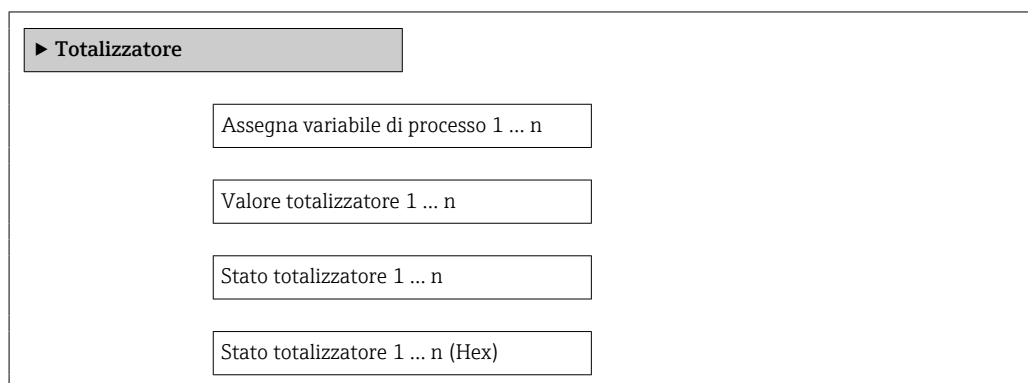 ▶ Totalizzatore
Assegna variabile di processo 1 … n
Valore totalizzatore 1 … n
Stato totalizzatore 1 … n
Stato totalizzatore 1 … n (Hex)